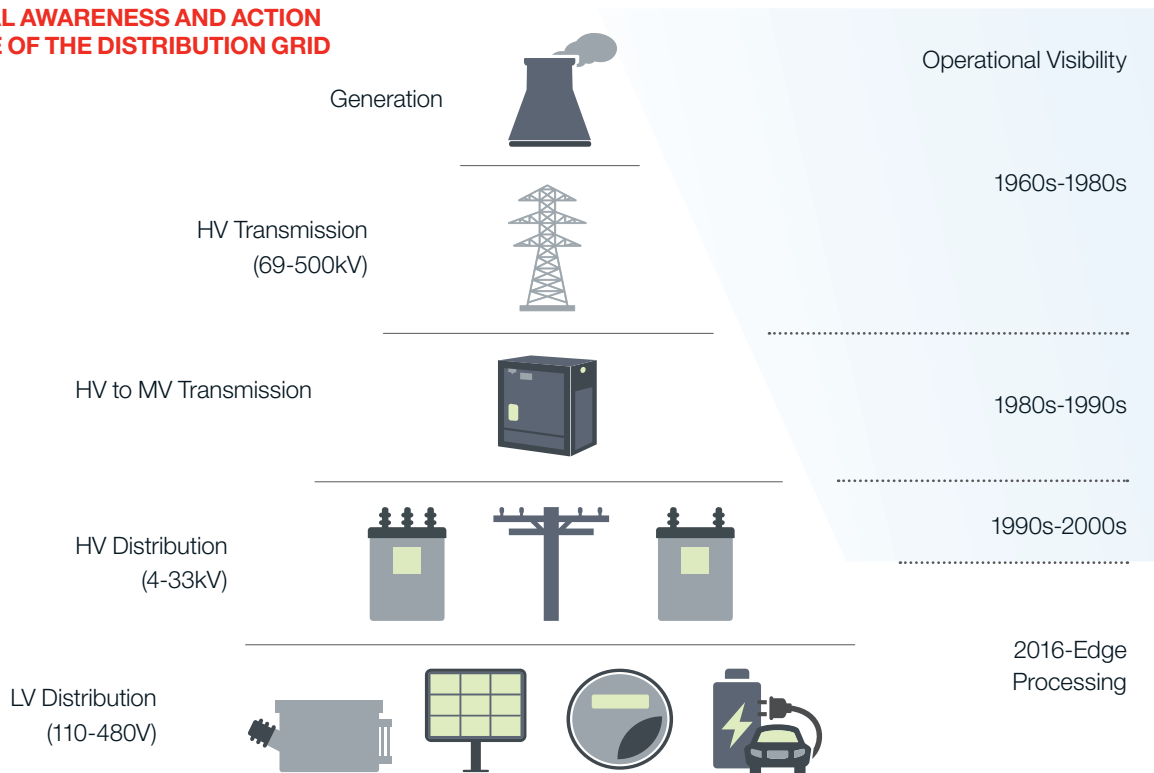 AWARENESS AND ACTION
OF THE DISTRIBUTION GRID
Operational Visibility
Generation
1960s-1980s
HV Transmission
(69-500kV)
HV to MV Transmission
1980s-1990s
1990s-2000s
HV Distribution
(4-33kV)
2016-Edge
Processing
LV Distribution
(110-480V)